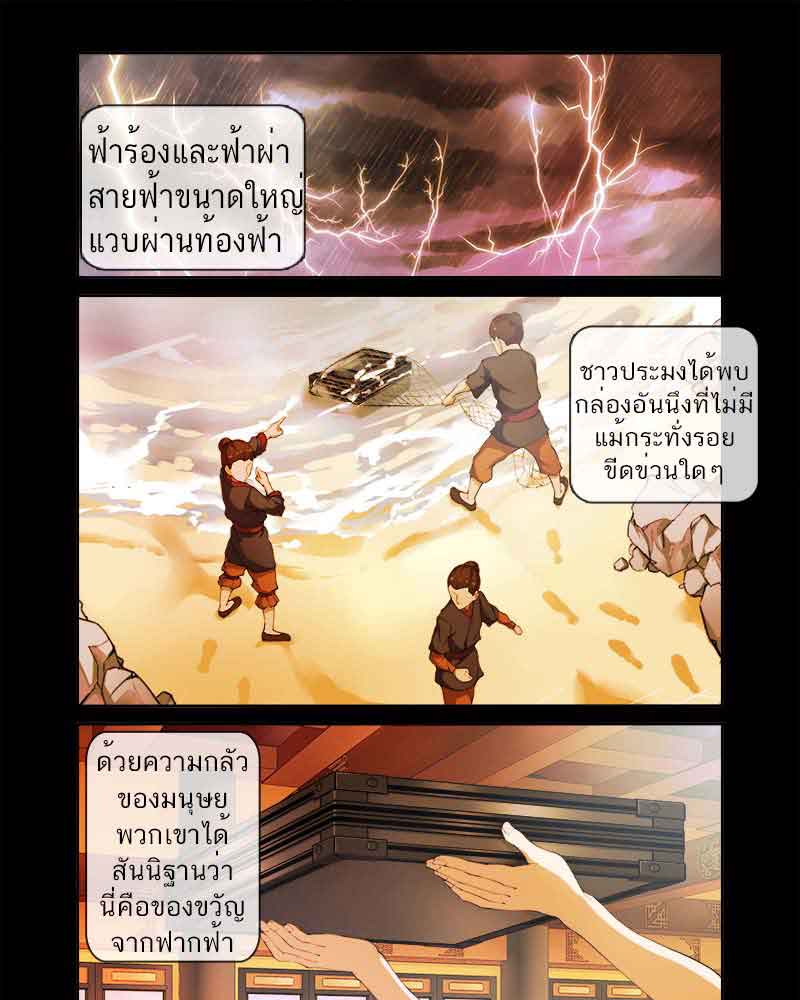 ฟ้าร้องและฟ้าผ่า
สายฟ้าขนาดใหญ่
แวบผ่านท้องฟ้า
ชาวประมงได้พบ
กล่องอันนึงที่ไม่มี
แม้กระทั่งรอย
ขีดข่วนใดๆ
ด้วยความกลัว
ของมนุษย
พวกเขาได้
สันนิฐานว่า
นี่คือของขวัญ
จากฟากฟ้า